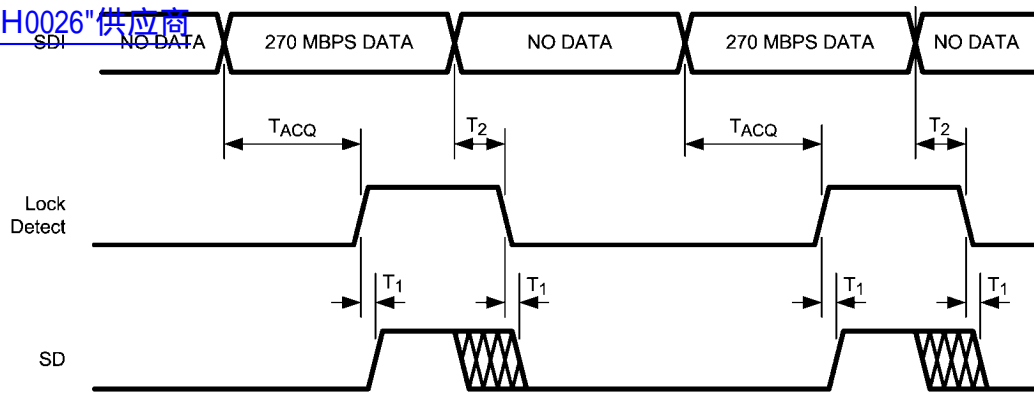 H0026"供应商
SDI NO DATA 270 MBPS DATA NO DATA 270 MBPS DATA NO DATA
TACQ T2 TACQ T2
Lock
Detect
T1 T1 T1 T1
SD